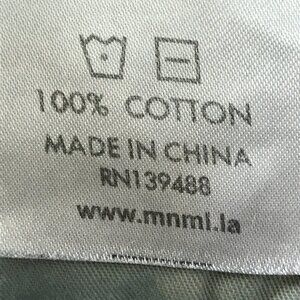 100% COTTON
MADE IN CHINA
RN139488
www.mnml.la